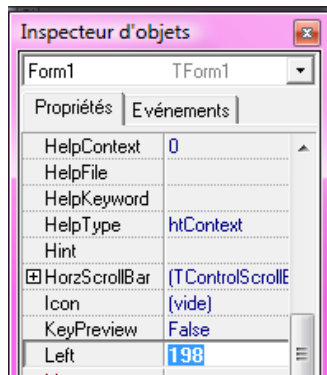 Inspecteur d'objets
Form1 TForm1
Propriétés Evénements
HelpContext 0
HelpFile
HelpKeyword
HelpType htContext
Hint
HorzScrollBar (TControlScrollE
Icon (vide)
KeyPreview False
Left 198